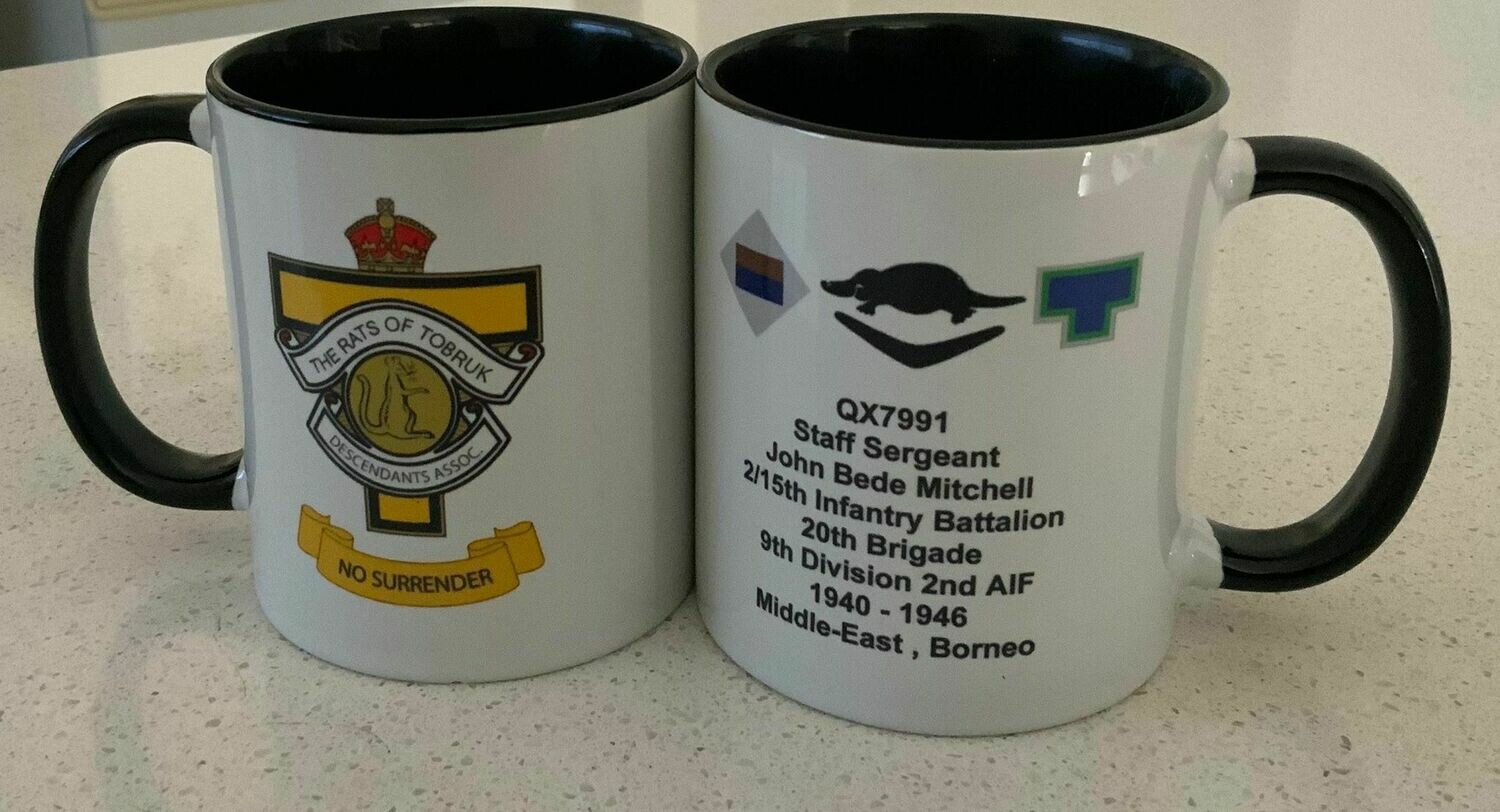 THE RATS OF TOBRUK
DESCENDANTS ASSOC.
NO SURRENDER
QX7991
Staff Sergeant
John Bede Mitchell
2/15th Infantry Battalion
20th Brigade
9th Division 2nd AIF
1940 - 1946
Middle-East , Borneo